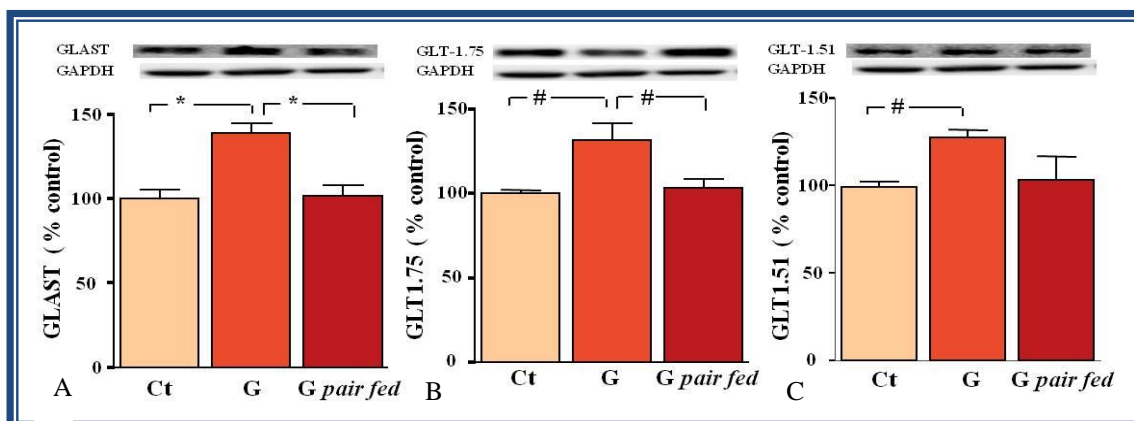 GLAST
GAPDH
* *
150
100
50
0
GLAST ( % control)
Ct G G pair fed
A
GLT-1.75
GAPDH
# #
150
100
50
0
GLT1.75 ( % control)
Ct G G pair fed
B
GLT-1.51
GAPDH
#
150
100
50
0
GLT1.51 ( % control)
Ct G G pair fed
C